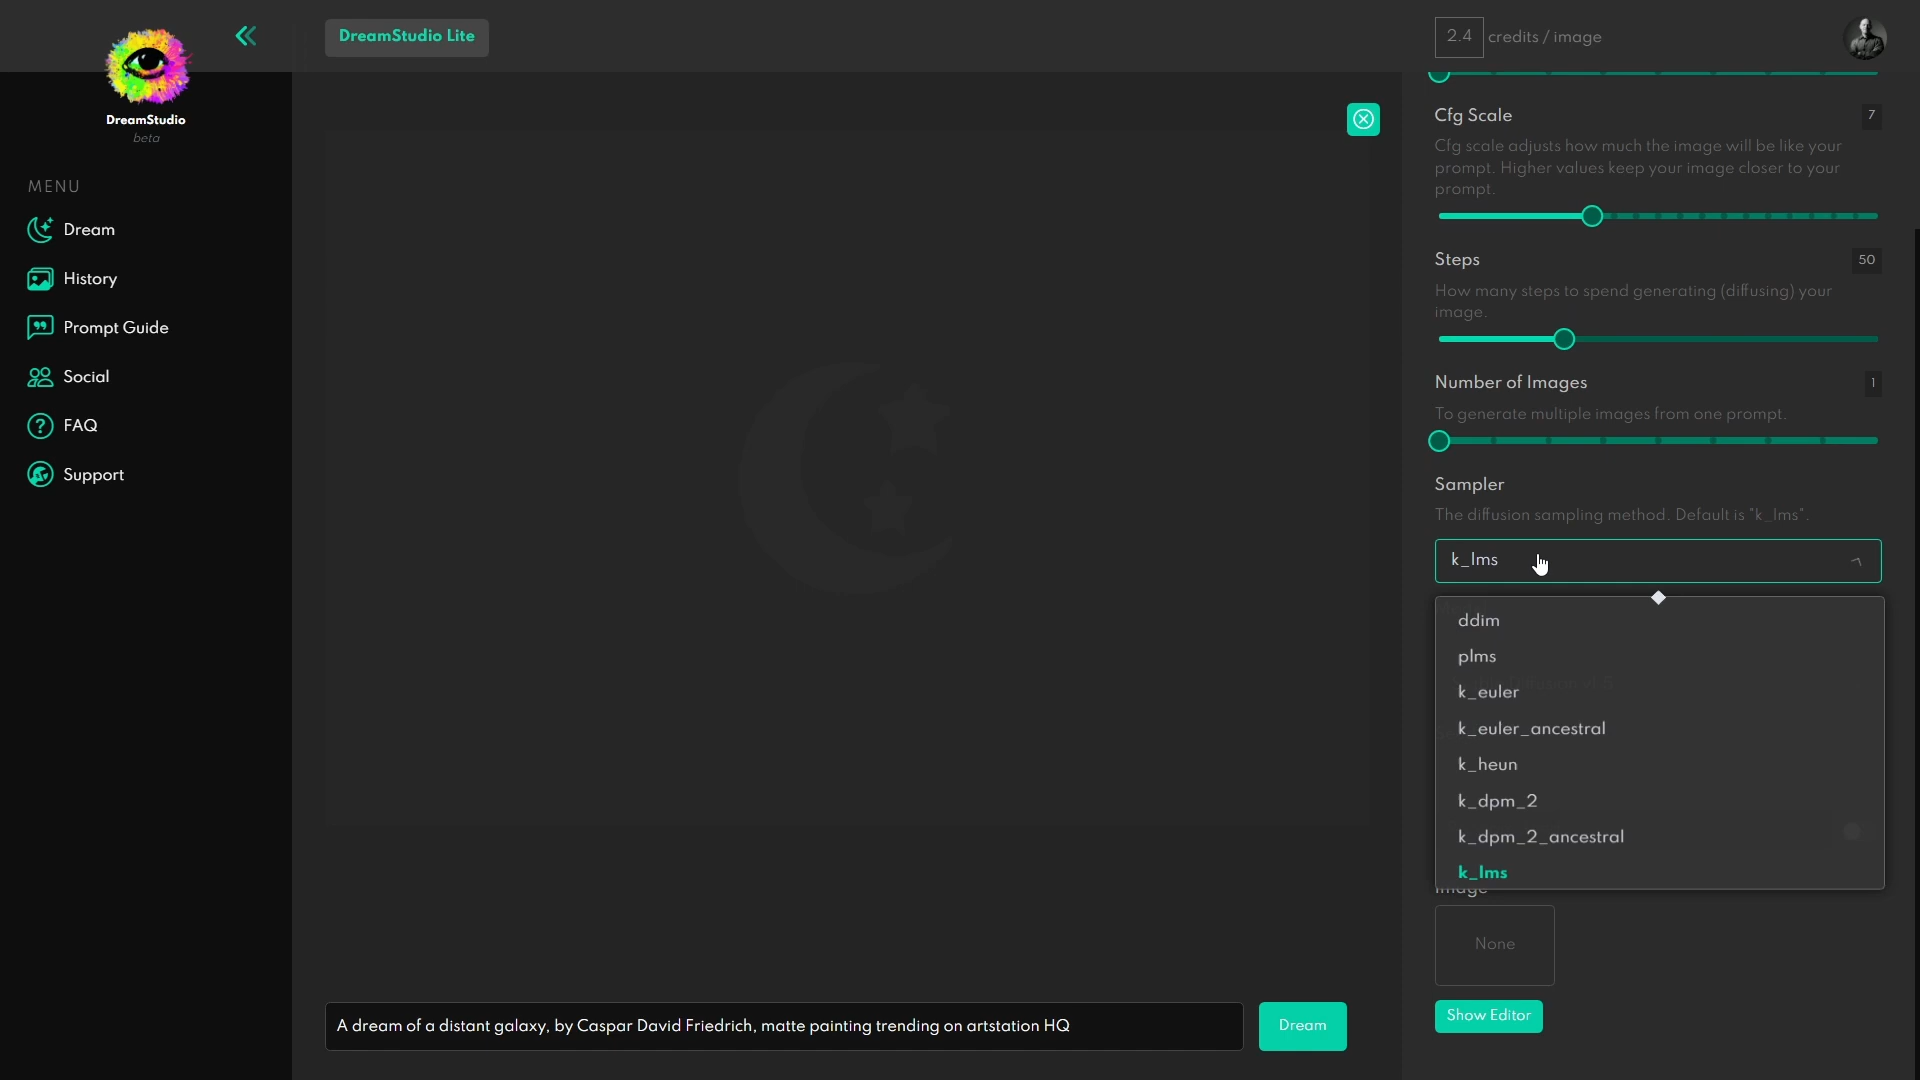 DreamStudio
beta
MENU
Dream
History
Prompt Guide
Social
FAQ
Support
DreamStudio Lite
A dream of a distant galaxy, by Caspar David Friedrich, matte painting trending on artstation HQ
Dream
2.4 credits / image
Cfg Scale 7
Cfg scale adjusts how much the image will be like your
prompt. Higher values keep your image closer to your
prompt.
Steps 50
How many steps to spend generating (diffusing) your
image.
Number of Images 1
To generate multiple images from one prompt.
Sampler
The diffusion sampling method. Default is "k_lms".
k_lms
ddim
plms
k_euler
k_euler_ancestral
k_heun
k_dpm_2
k_dpm_2_ancestral
k_lms
Image
None
Show Editor